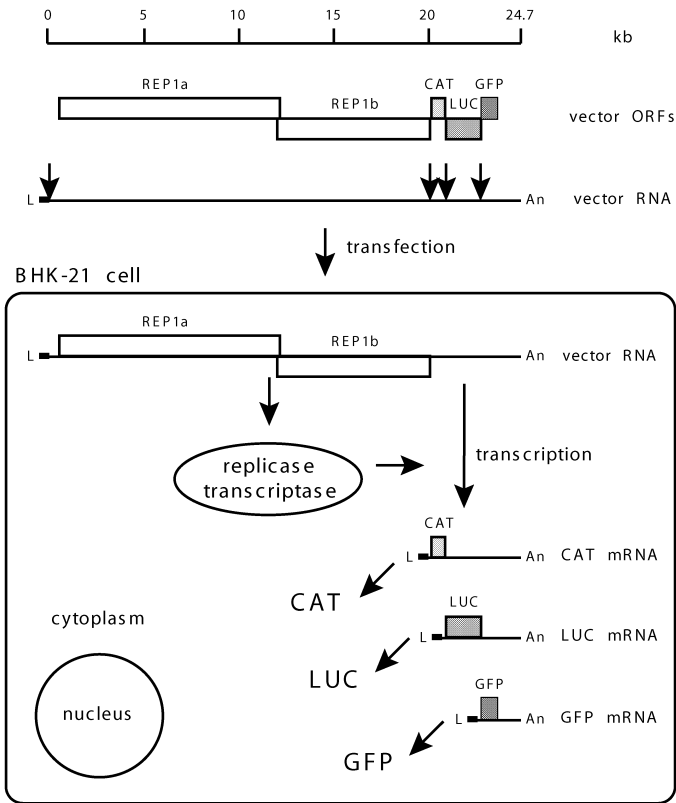 0 5 10 15 20 24.7
kb
REP1a
CAT GFP
REP1b LUC
vector ORFs
L An vector RNA
transfection
BHK-21 cell
REP1a
REP1b
L An vector RNA
replicase
transcriptase
transcription
CAT
L An CAT mRNA
CAT
LUC
cytoplasm
L An LUC mRNA
LUC
GFP
nucleus
L An GFP mRNA
GFP